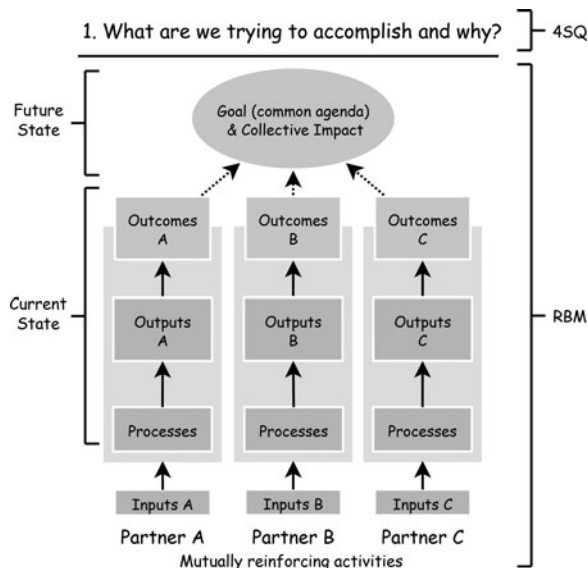 1. What are we trying to accomplish and why?
4SQ
Future
State
Goal (common agenda)
& Collective Impact
Current
State
Outcomes
A
Outcomes
B
Outcomes
C
RBM
Outputs
A
Outputs
B
Outputs
C
Processes
Processes
Processes
Inputs A
Inputs B
Inputs C
Partner A
Partner B
Partner C
Mutually reinforcing activities